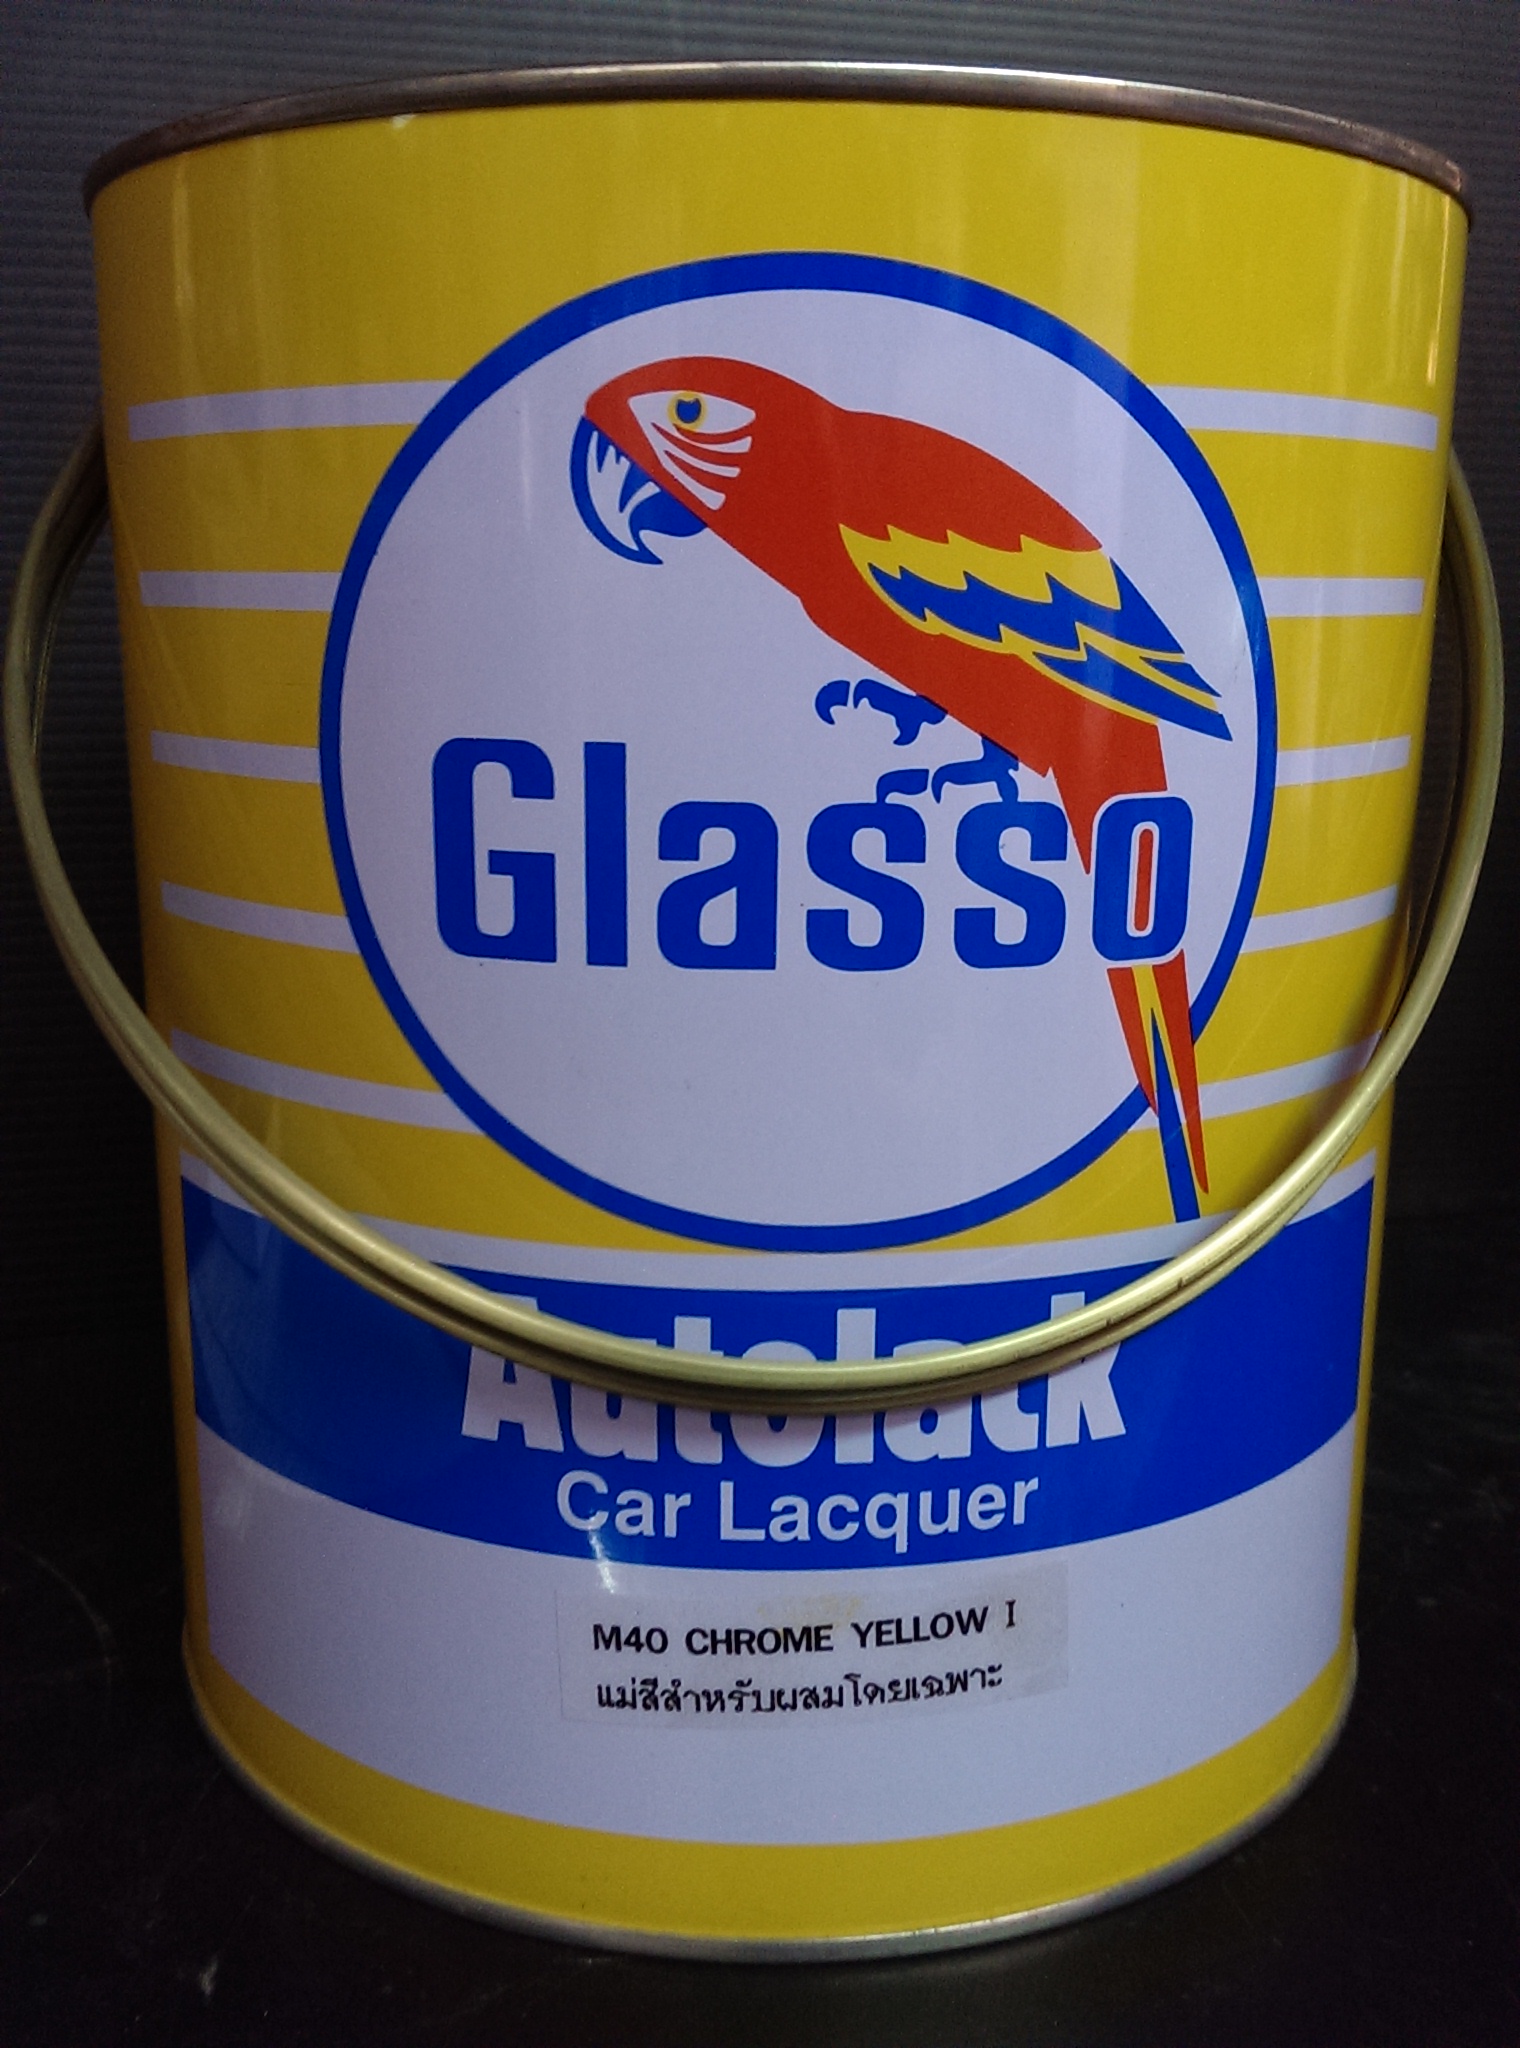 Glasso
Autolack
Car Lacquer
M40 CHROME YELLOW I
แม่สีสำหรับผสมโดยเฉพาะ